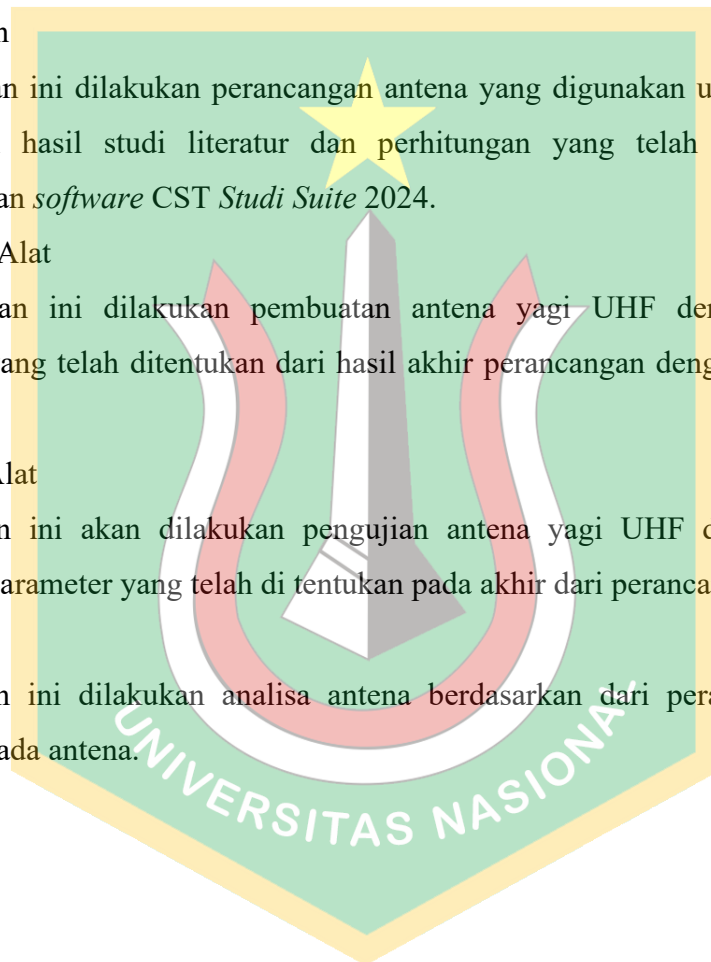 n
an ini dilakukan perancangan antena yang digunakan u
hasil studi literatur dan perhitungan yang telah
an software CST Studi Suite 2024.
Alat
an ini dilakukan pembuatan antena yagi UHF der
ang telah ditentukan dari hasil akhir perancangan deng
Alat
n ini akan dilakukan pengujian antena yagi UHF d
arameter yang telah di tentukan pada akhir dari peranca
n ini dilakukan analisa antena berdasarkan dari pera
ada antena.
UNIVERSITAS NASIONAL